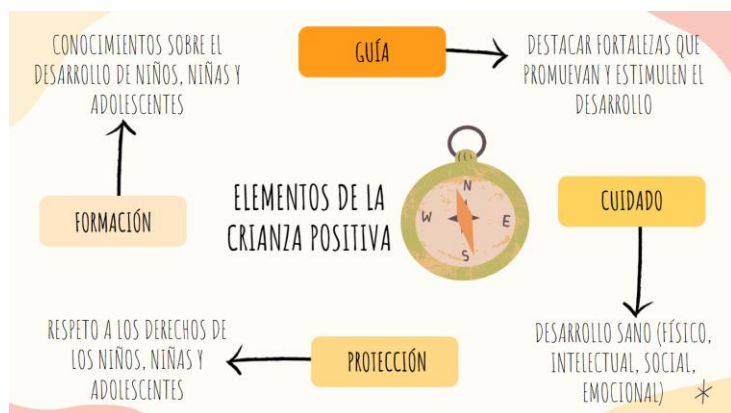 CONOCIMIENTOS SOBRE EL
DESARROLLO DE NIÑOS, NIÑAS Y
ADOLESCENTES
GUÍA
DESTACAR FORTALEZAS QUE
PROMUEVAN Y ESTIMULEN EL
DESARROLLO
FORMACIÓN
ELEMENTOS DE LA
CRIANZA POSITIVA
N
W
E
S
CUIDADO
RESPETO A LOS DERECHOS DE
LOS NIÑOS, NIÑAS Y
ADOLESCENTES
PROTECCIÓN
DESARROLLO SANO (FÍSICO,
INTELECTUAL, SOCIAL,
EMOCIONAL)